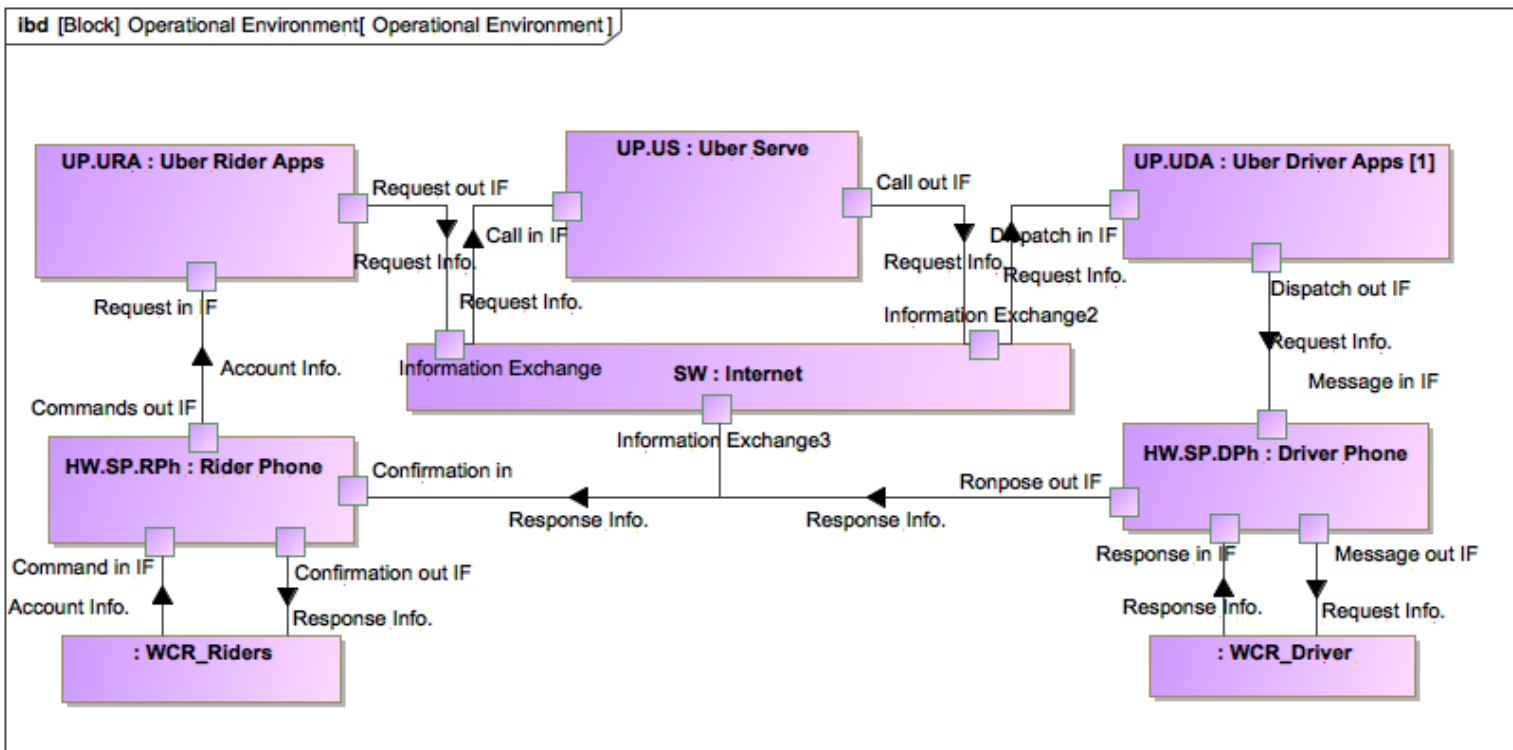 ibd [Block] Operational Environment[ Operational Environment ]
UP.URA : Uber Rider Apps
UP.US : Uber Serve
UP.UDA : Uber Driver Apps [1]
Request out IF
Call out IF
Call in IF
Dispatch in IF
Request Info.
Request Info.
Request Info.
Request Info.
Request in IF
Dispatch out IF
Information Exchange2
Request Info.
Account Info.
Information Exchange
SW : Internet
Message in IF
Commands out IF
Information Exchange3
HW.SP.RPh : Rider Phone
Confirmation in
Ronpose out IF
HW.SP.DPh : Driver Phone
Response Info.
Response Info.
Command in IF
Confirmation out IF
Response in IF
Message out IF
Account Info.
Response Info.
Response Info.
Request Info.
: WCR_Riders
: WCR_Driver